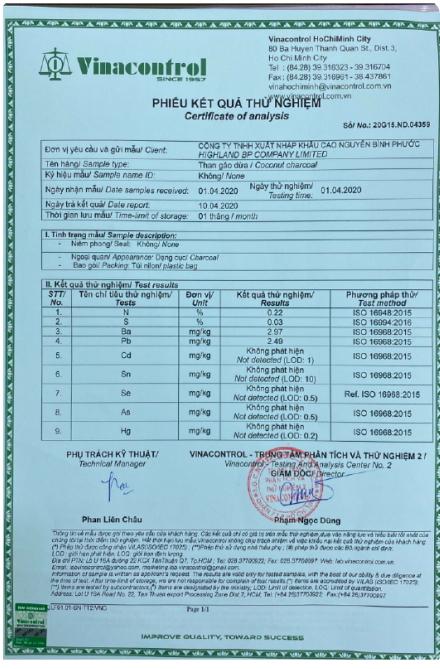 Vinacontrol
SINCE 1957
Vinacontrol HoChiMinh City
80 Ba Huyen Thanh Quan St., Dist.3,
Ho Chi Minh City
Tel : (84.28) 39.316323 - 39.316704
Fax: (84.28) 39.316961 - 38.437861
vinahochiminh@vinacontrol.com.vn
www.vinacontrol.com.vn
PHIẾU KẾT QUẢ THỬ NGHIỆM
Certificate of analysis
Số/ No.: 20G15.ND.04359
Đơn vị yêu cầu và gửi mẫu/ Client: CÔNG TY TNHH XUẤT NHẬP KHẨU CAO NGUYÊN BÌNH PHƯỚC
HIGHLAND BP COMPANY LIMITED
Tên hàng/ Sample type: Than gáo dừa / Coconut charcoal
Ký hiệu mẫu/ Sample name ID: Không/ None
Ngày nhận mẫu/ Date samples received: 01.04.2020 Ngày thử nghiệm/ Testing time: 01.04.2020
Ngày trả kết quả/ Date report: 10.04.2020
Thời gian lưu mẫu/ Time-limit of storage: 01 tháng / month
I. Tình trạng mẫu/ Sample description:
- Niêm phong/ Seal: Không/ None
- Ngoại quan/ Appearance: Dạng cục/ Charcoal
- Bao gói/ Packing: Túi nilon/ plastic bag
II. Kết quả thử nghiệm/ Test results
STT/ No. Tên chỉ tiêu thử nghiệm/ Tests Đơn vị/ Unit Kết quả thử nghiệm/ Results Phương pháp thử/ Test method
1. N % 0.22 ISO 16948:2015
2. S % 0.03 ISO 16994:2016
3. Ba mg/kg 2.97 ISO 16968:2015
4. Pb mg/kg 2.49 ISO 16968:2015
5. Cd mg/kg Không phát hiện Not detected (LOD: 1) ISO 16968:2015
6. Sn mg/kg Không phát hiện Not detected (LOD: 10) ISO 16968:2015
7. Se mg/kg Không phát hiện Not detected (LOD: 0.5) Ref. ISO 16968:2015
8. As mg/kg Không phát hiện Not detected (LOD: 0.5) ISO 16968:2015
9. Hg mg/kg Không phát hiện Not detected (LOD: 0.2) ISO 16968:2015
PHỤ TRÁCH KỸ THUẬT/
Technical Manager
VINACONTROL - TRUNG TÂM PHÂN TÍCH VÀ THỬ NGHIỆM 2 /
Vinacontrol - Testing And Analysis Center No. 2
GIÁM ĐỐC/ Director
Phan Liên Châu
Phạm Ngọc Dũng
Page 1/1
Vinacontrol
IMPROVE QUALITY, TOWARD SUCCESS